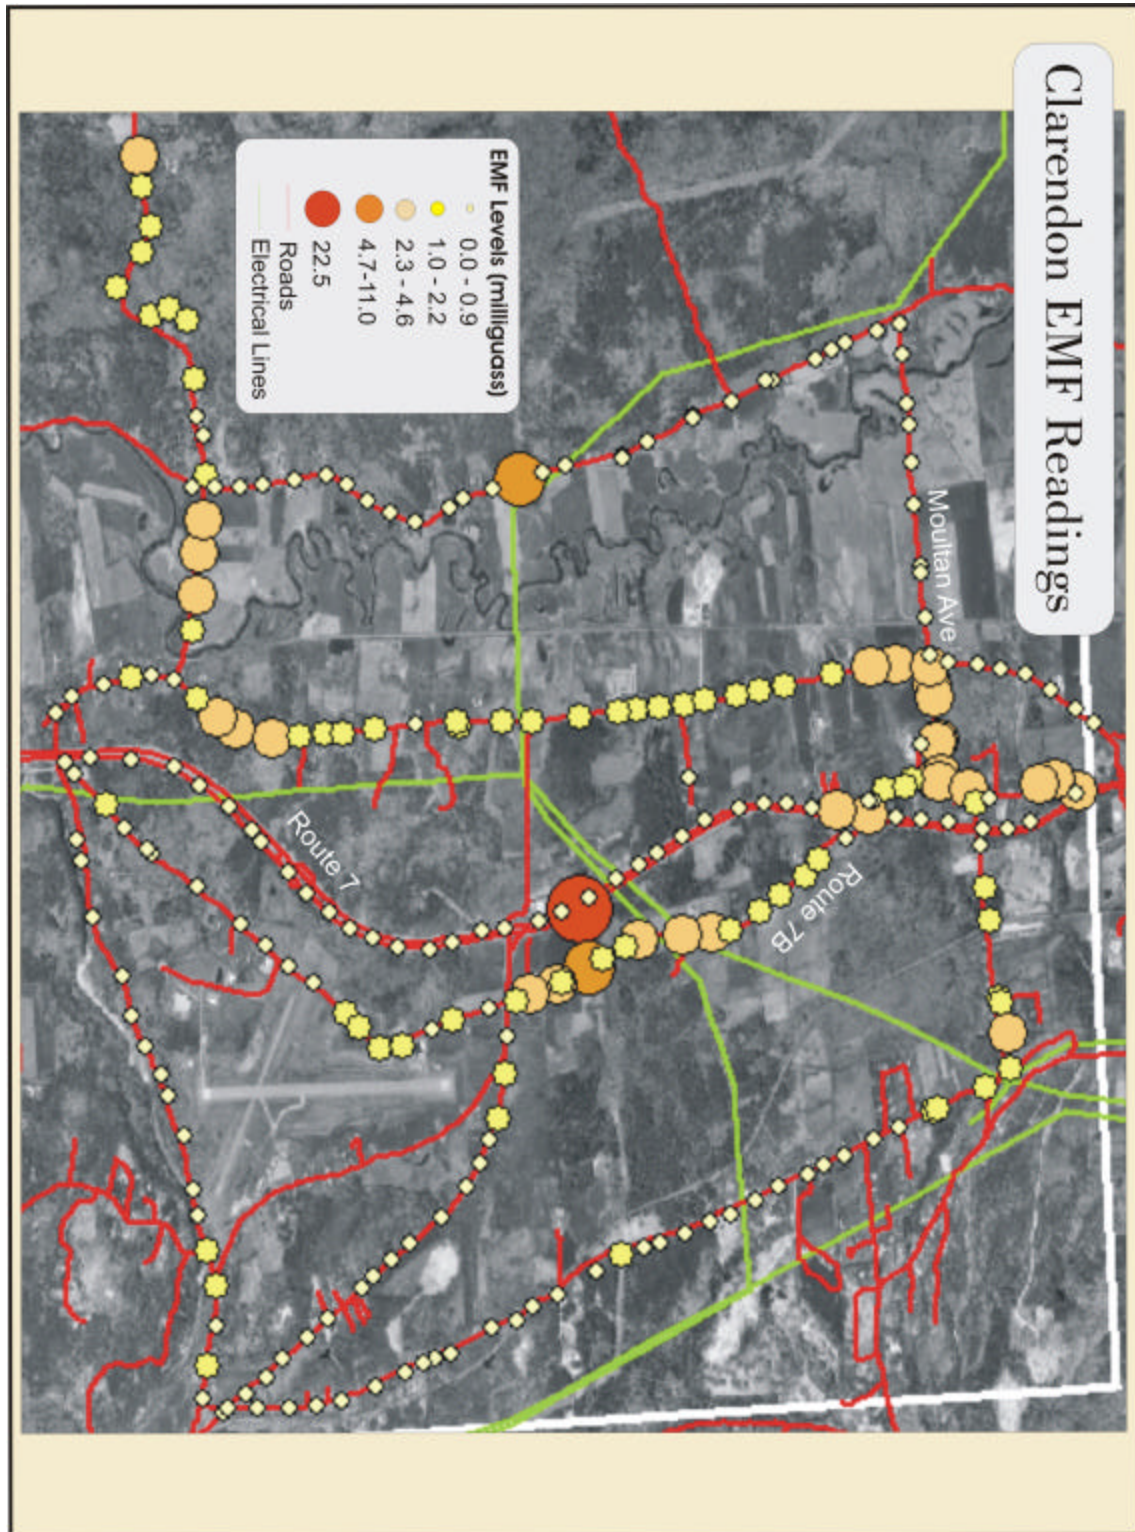 Clarendon EMF Readings
EMF Levels (milliguass)
0.0 - 0.9
1.0 - 2.2
2.3 - 4.6
4.7-11.0
22.5
Roads
Electrical Lines
Moultan Ave
Route 7B
Route 7